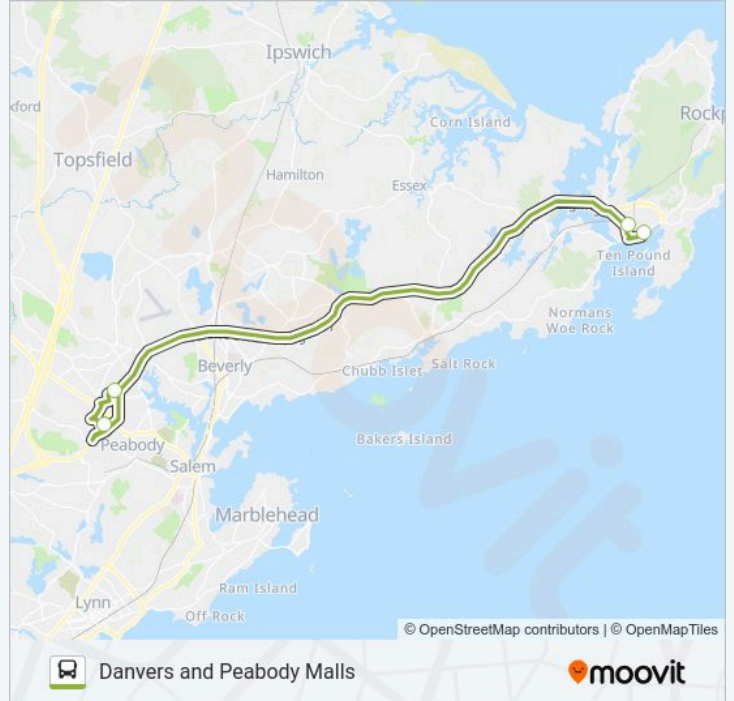 Ipswich
xford
Corn Island
Rockp
Topsfield
Hamilton
Essex
Ten Pound
Island
Normans
Woe Rock
Beverly
Chubb Islet
Salt Rock
Bakers Island
Peabody
Salem
Marblehead
Ram Island
Lynn
Off Rock
© OpenStreetMap contributors | © OpenMapTiles
Danvers and Peabody Malls
moovit